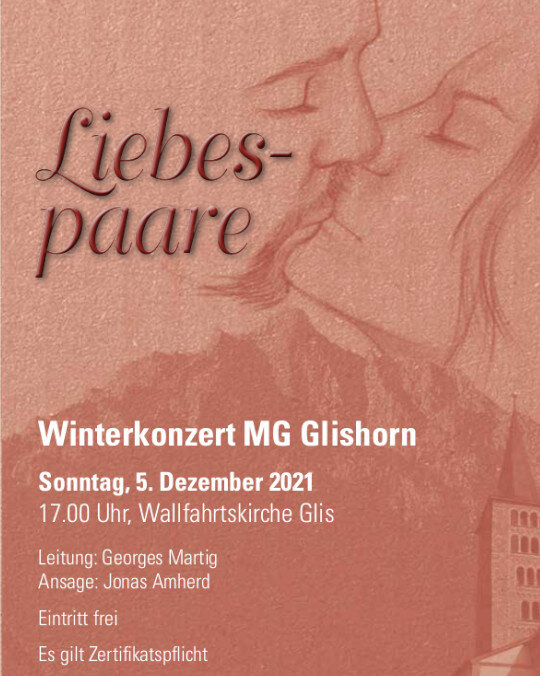 Liebes-
paare
Winterkonzert MG Glishorn
Sonntag, 5. Dezember 2021
17.00 Uhr, Wallfahrtskirche Glis
Leitung: Georges Martig
Ansage: Jonas Amherd
Eintritt frei
Es gilt Zertifikatspflicht